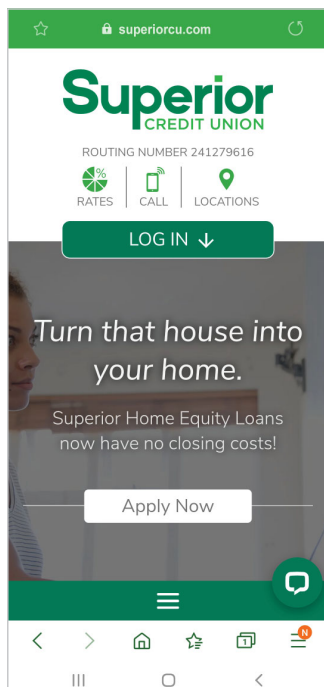 superiorcu.com
Superior
CREDIT UNION
ROUTING NUMBER 241279616
%
RATES
CALL
LOCATIONS
LOG IN
Turn that house into
your home.
Superior Home Equity Loans
now have no closing costs!
Apply Now
1
N